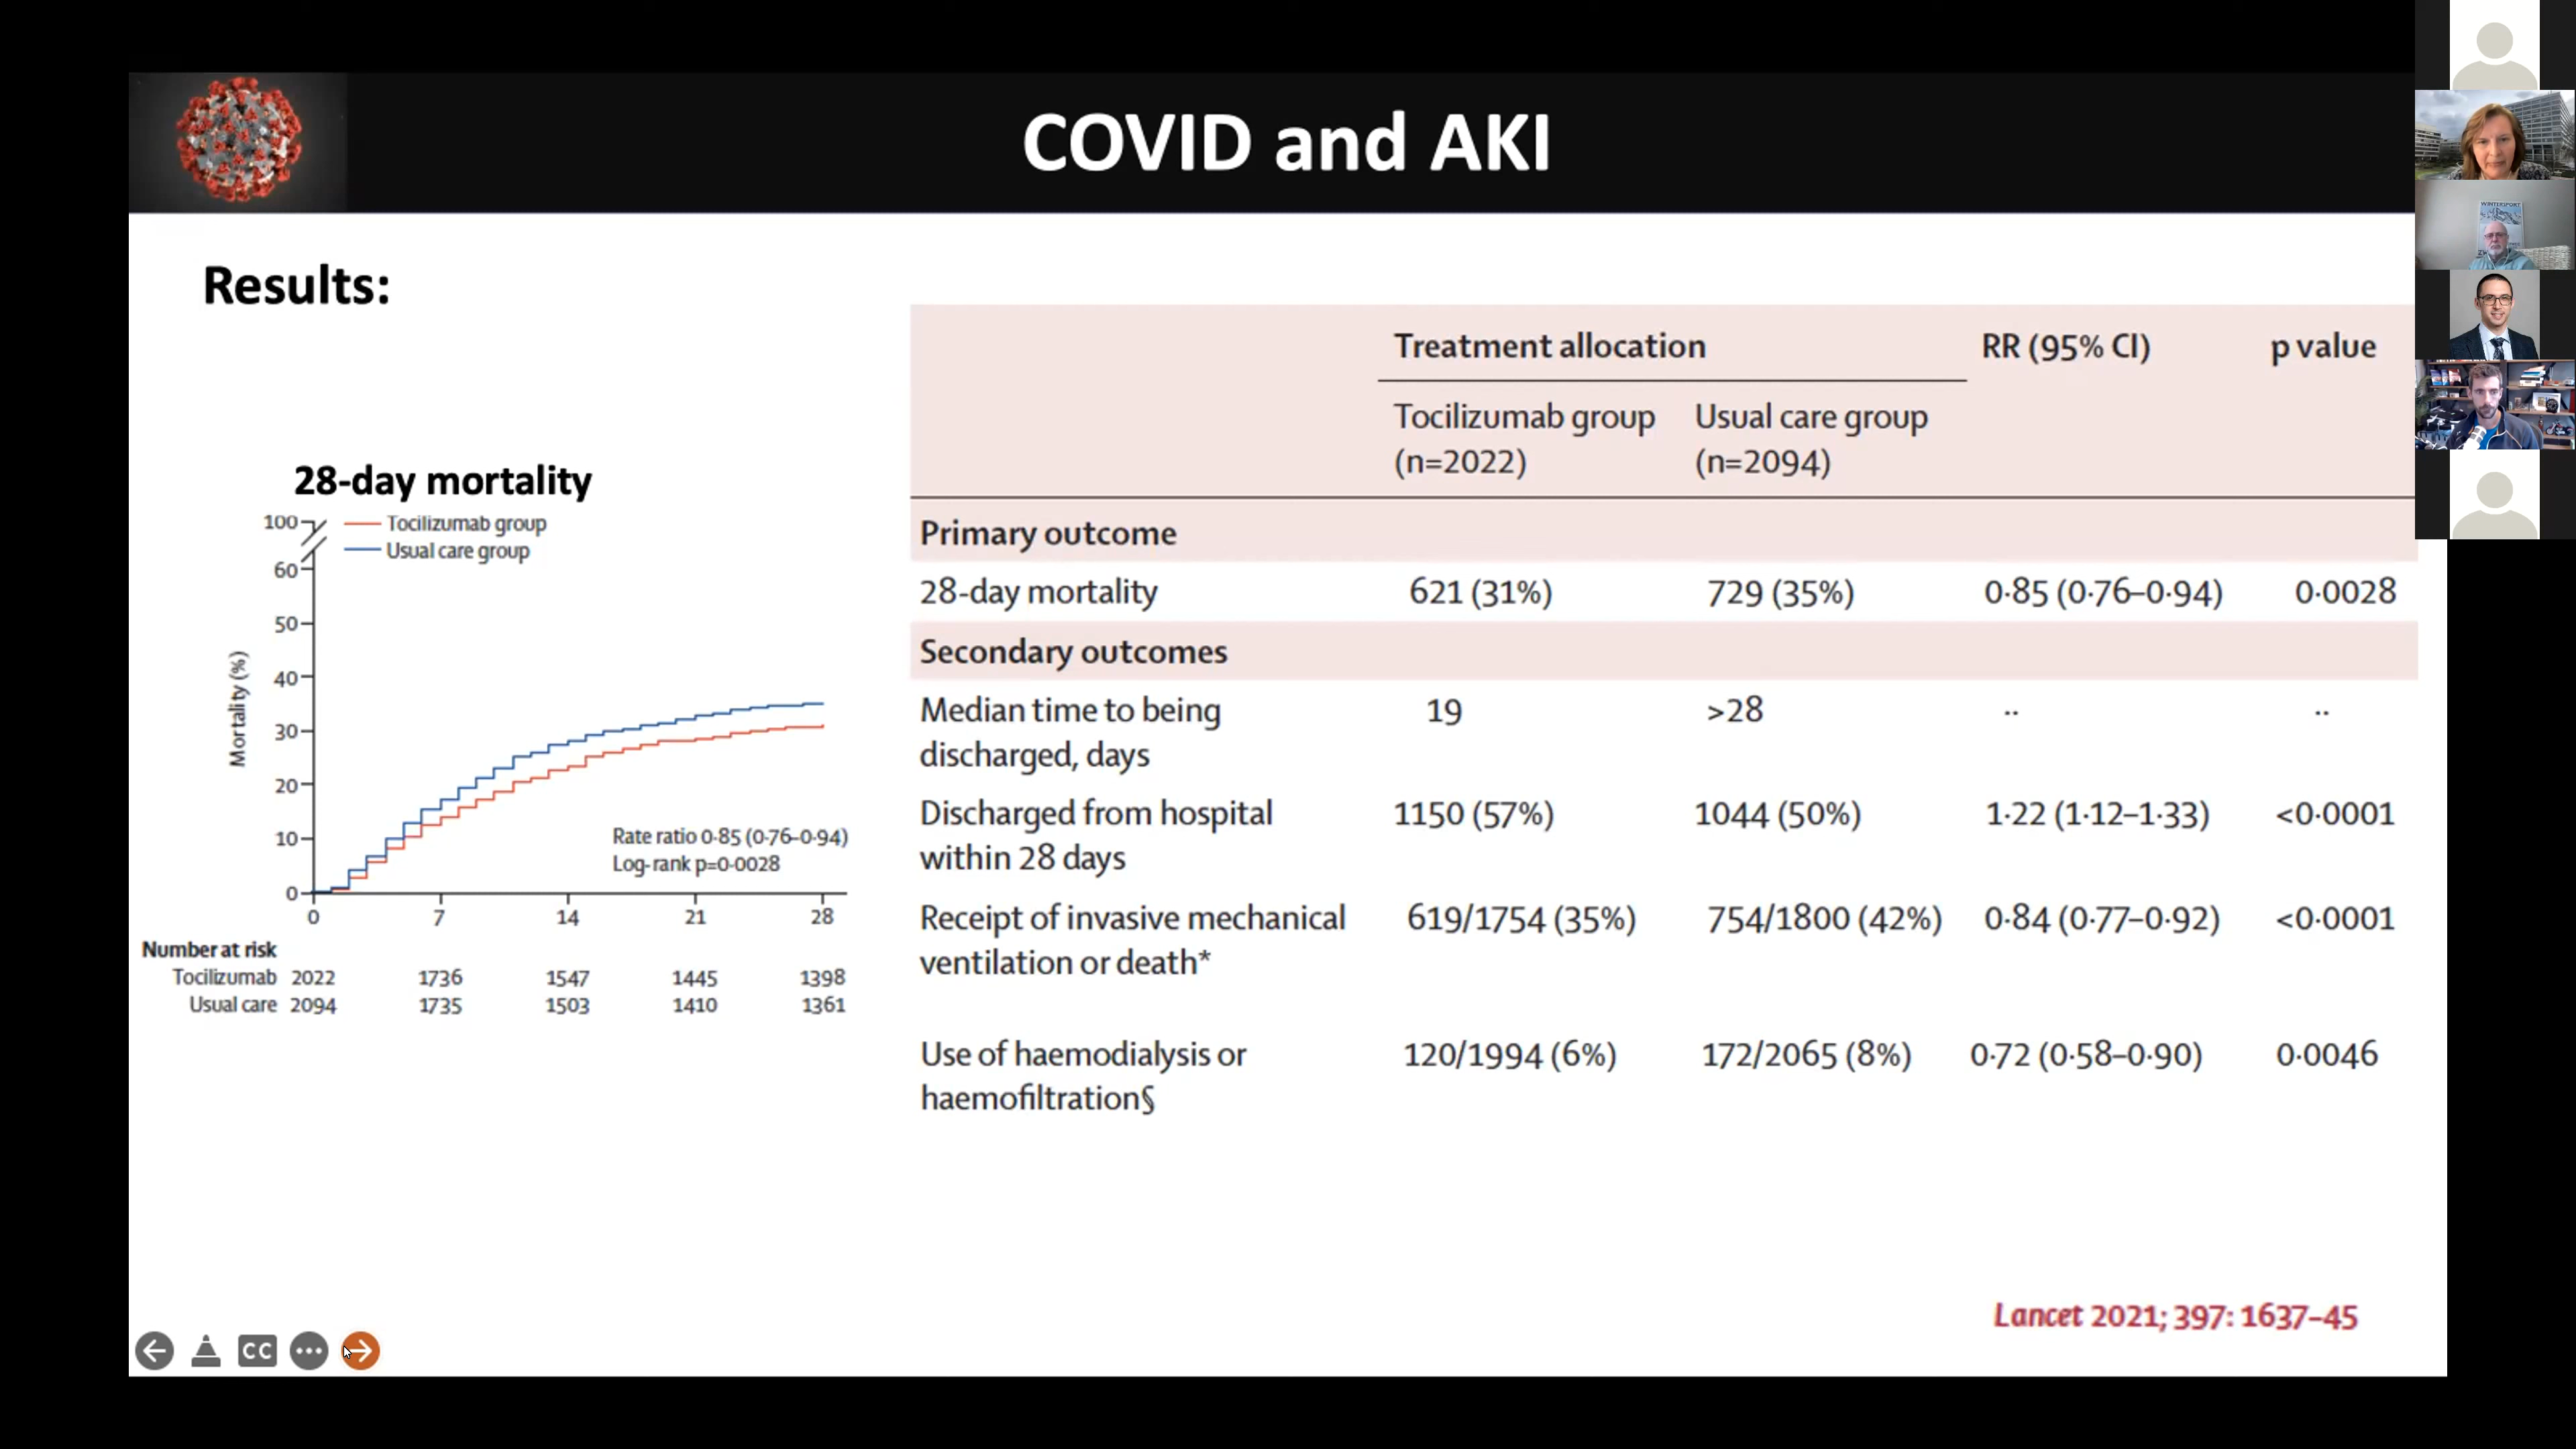 COVID and AKI
Results:
28-day mortality
100
Tocilizumab group
Usual care group
60
50
40
30
20
10
0
Mortality (%)
Rate ratio 0·85 (0·76–0·94)
Log-rank p=0·0028
0 7 14 21 28
Number at risk
Tocilizumab 2022 1736 1547 1445 1398
Usual care 2094 1735 1503 1410 1361
Treatment allocation RR (95% CI) p value
Tocilizumab group Usual care group
(n=2022) (n=2094)
Primary outcome
28-day mortality 621 (31%) 729 (35%) 0·85 (0·76–0·94) 0·0028
Secondary outcomes
Median time to being 19 >28 ·· ··
discharged, days
Discharged from hospital 1150 (57%) 1044 (50%) 1·22 (1·12–1·33) <0·0001
within 28 days
Receipt of invasive mechanical 619/1754 (35%) 754/1800 (42%) 0·84 (0·77–0·92) <0·0001
ventilation or death*
Use of haemodialysis or 120/1994 (6%) 172/2065 (8%) 0·72 (0·58–0·90) 0·0046
haemofiltration§
Lancet 2021; 397: 1637–45
CC
WINTERSPORT